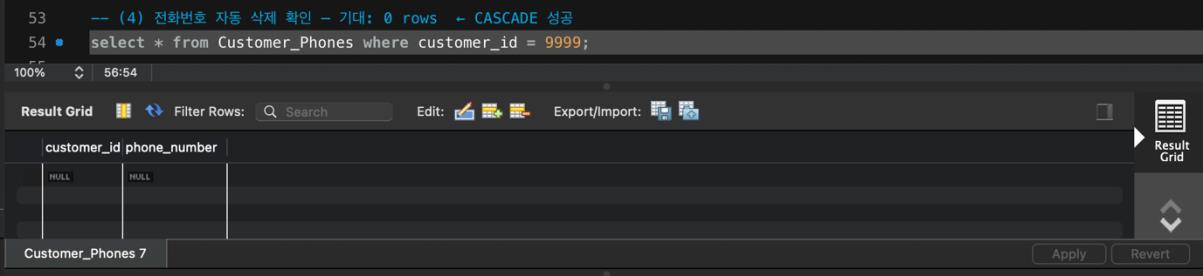 53 -- (4) 전화번호 자동 삭제 확인 — 기대: 0 rows ← CASCADE 성공
54 select * from Customer_Phones where customer_id = 9999;
100% 56:54
Result Grid Filter Rows: Search Edit: Export/Import:
customer_id phone_number
NULL NULL
Result
Grid
Customer_Phones 7 Apply Revert